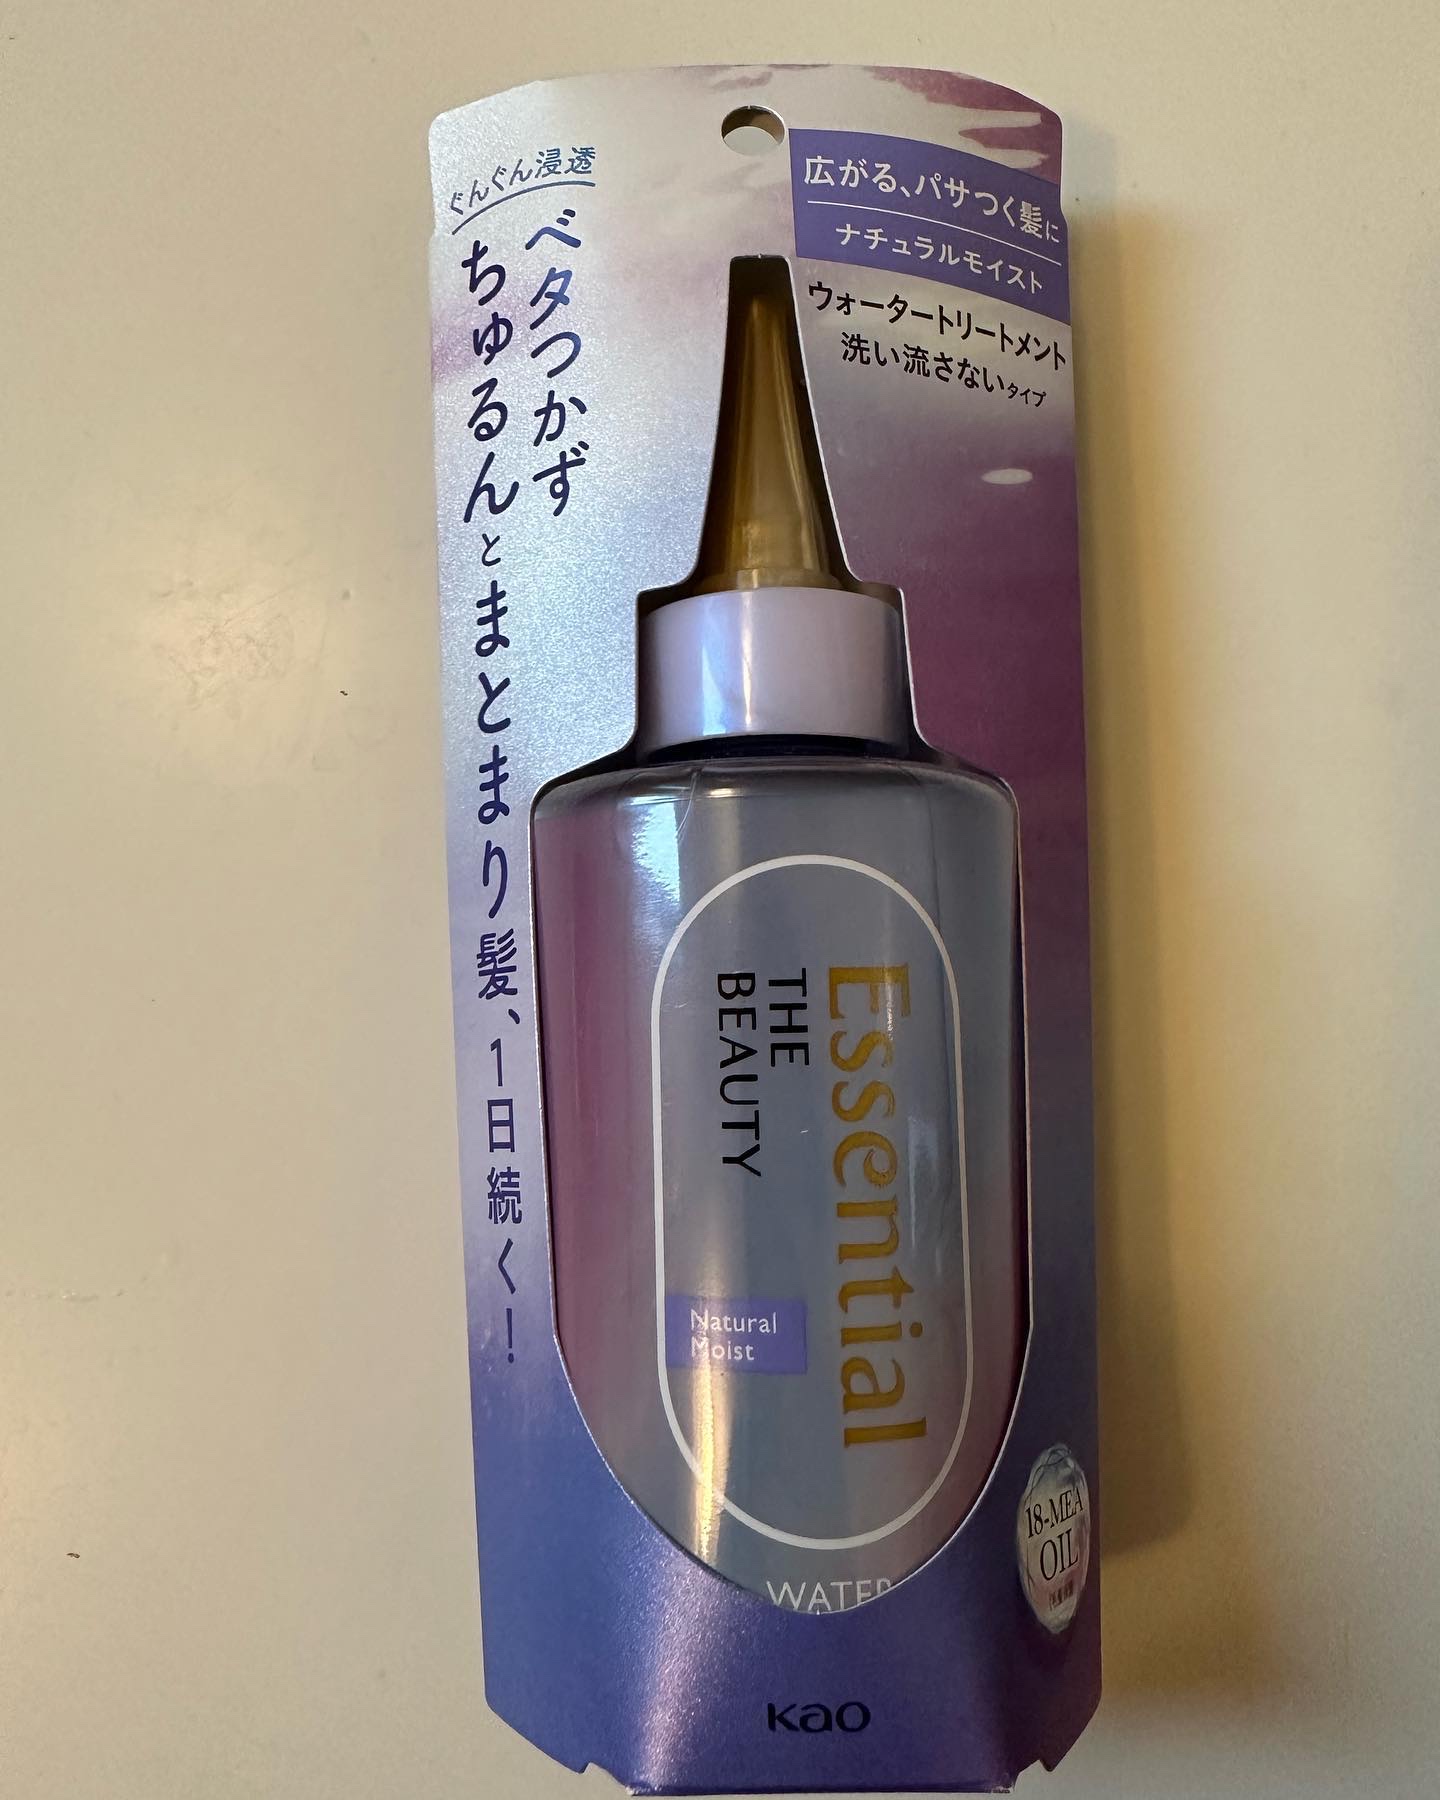 ぐんぐん浸透
ベタつかず
ちゅるんとまとまり髪、1日続く!
広がる、パサつく髪に
ナチュラルモイスト
ウォータートリートメント
洗い流さないタイプ
Essential
THE
BEAUTY
Natural
Moist
WATER
18-MEA
OIL
Kao